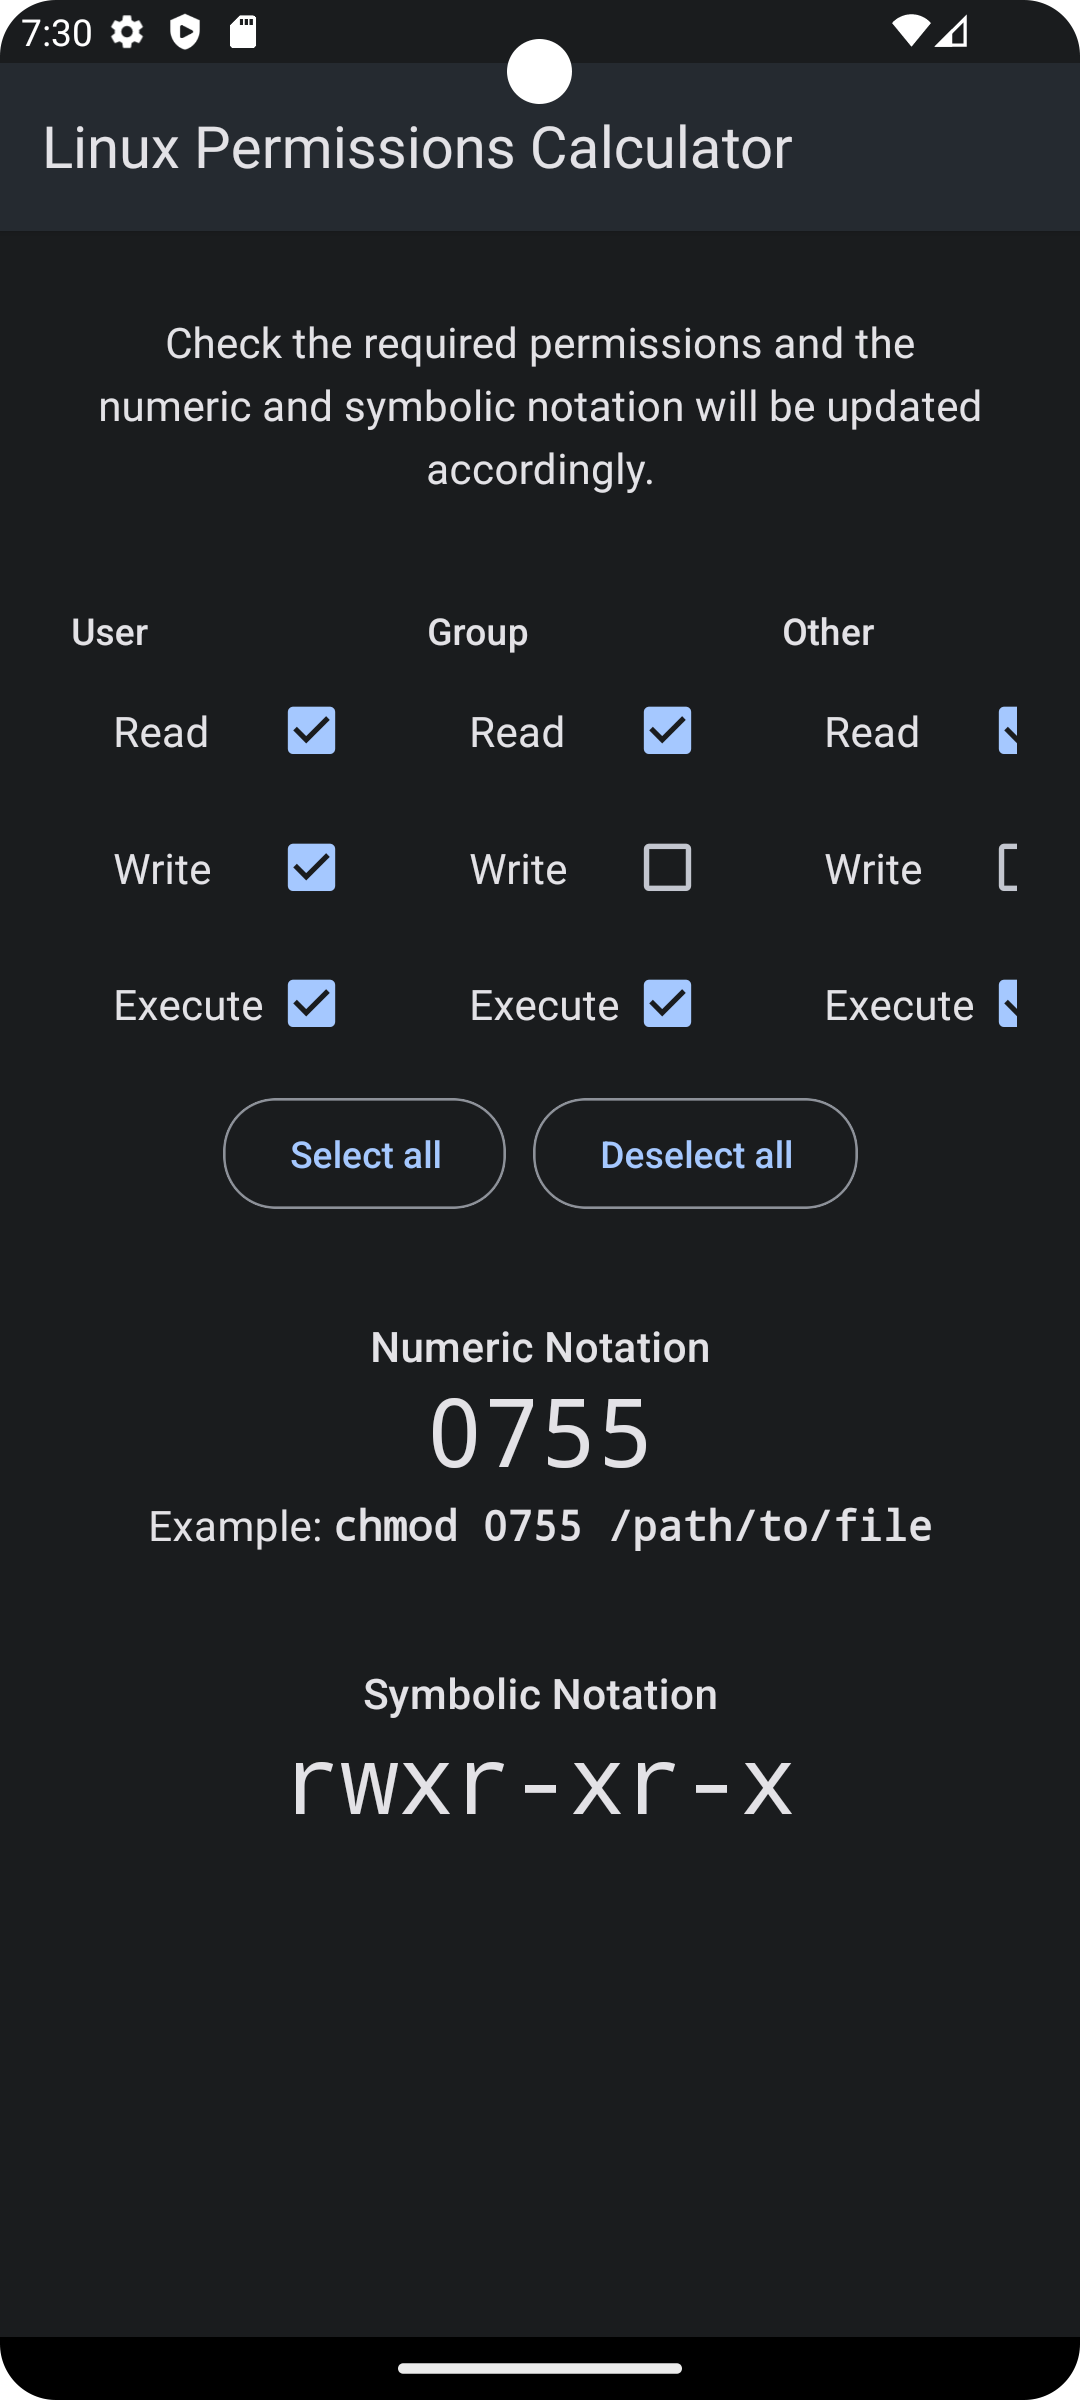 7:30
Linux Permissions Calculator
Check the required permissions and the
numeric and symbolic notation will be updated
accordingly.
User Group Other
Read Read Read
Write Write Write
Execute Execute Execute
Select all Deselect all
Numeric Notation
0755
Example: chmod 0755 /path/to/file
Symbolic Notation
rwxr-xr-x